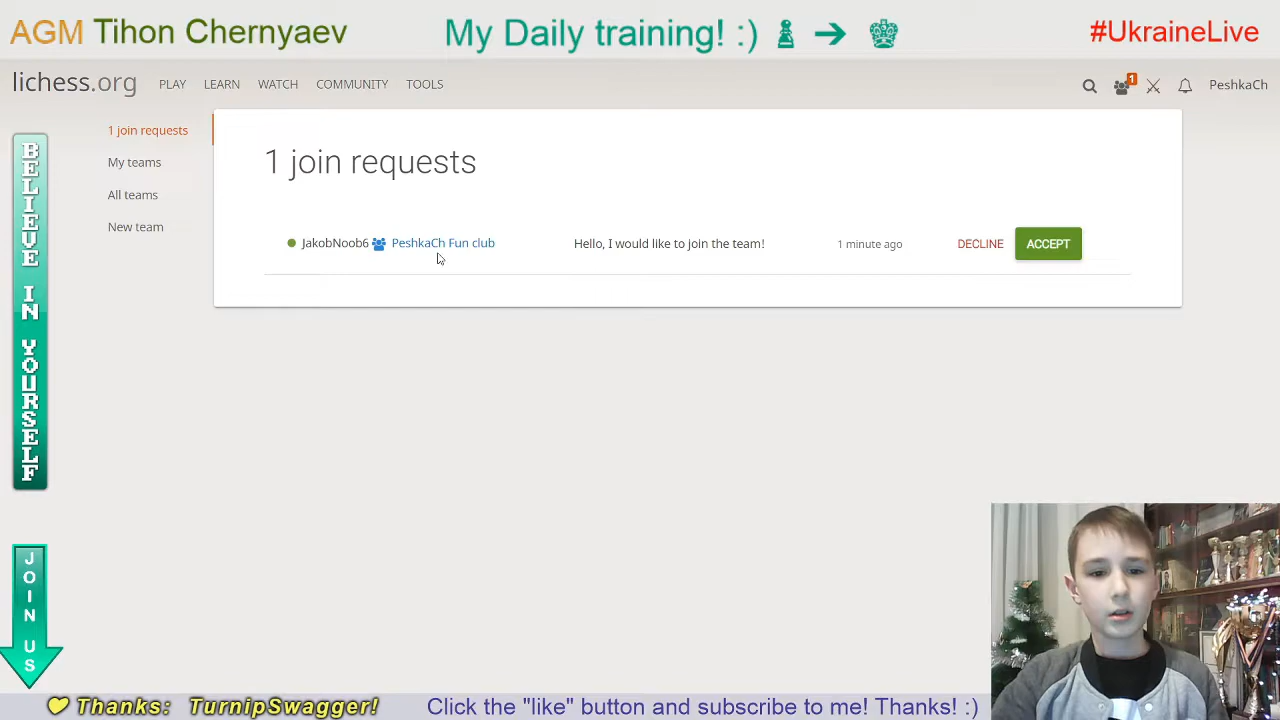 AGM Tihon Chernyaev
My Daily training! :)
#UkraineLive
lichess.org
PLAY
LEARN
WATCH
COMMUNITY
TOOLS
1
PeshkaCh
1 join requests
My teams
All teams
New team
1 join requests
JakobNoob6 PeshkaCh Fun club
Hello, I would like to join the team!
1 minute ago
DECLINE
ACCEPT
BELIEVE IN YOURSELF
JOIN US
Thanks: TurnipSwagger!
Click the "like" button and subscribe to me! Thanks! :)